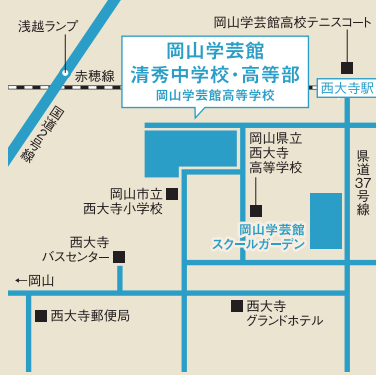 浅越ランプ
岡山学芸館高校テニスコート
岡山学芸館
清秀中学校・高等部
岡山学芸館高等学校
赤穂線
西大寺駅
国道2号線
岡山県立
西大寺
高等学校
県道37号線
岡山市立
西大寺小学校
岡山学芸館
スクールガーデン
西大寺
バスセンター
←岡山
西大寺郵便局
西大寺
グランドホテル